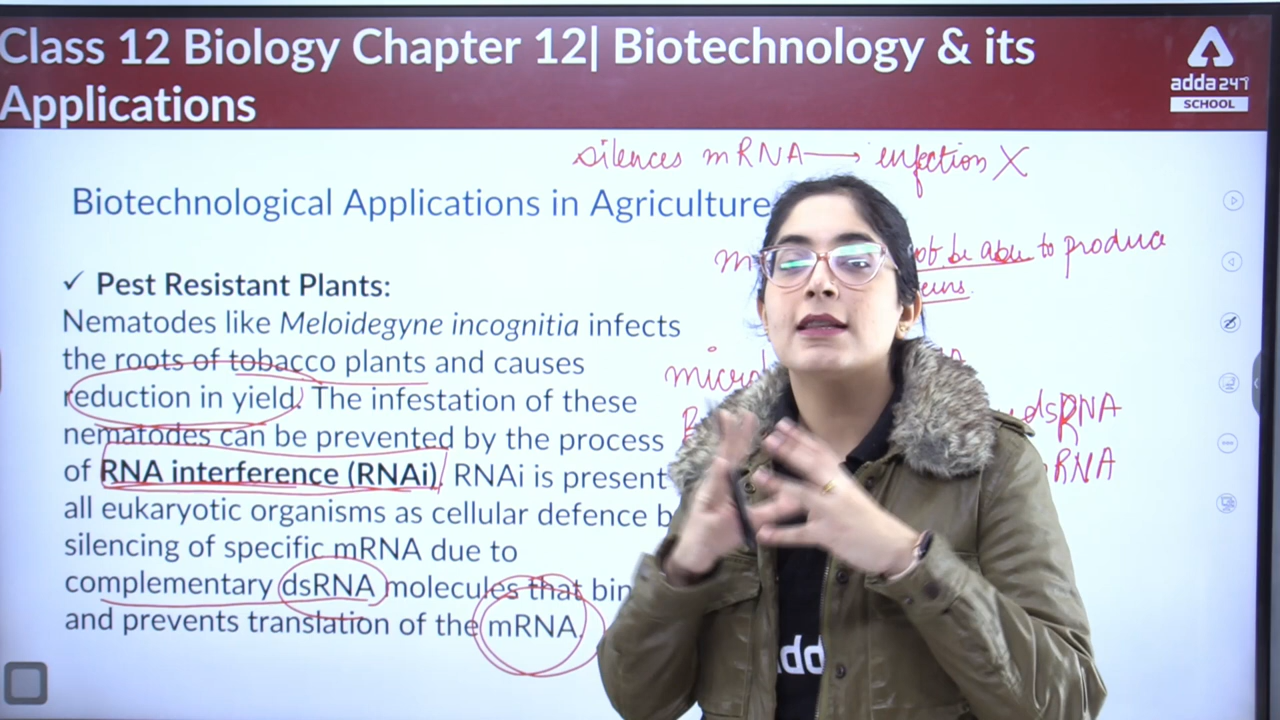 Class 12 Biology Chapter 12| Biotechnology & its
Applications
adda247
SCHOOL
silences mRNA → infection X
Biotechnological Applications in Agriculture
be able to produce
✓ Pest Resistant Plants:
Nematodes like Meloidegyne incognitia infects
the roots of tobacco plants and causes
reduction in yield. The infestation of these
nematodes can be prevented by the process
of RNA interference (RNAi). RNAi is present
all eukaryotic organisms as cellular defence
silencing of specific mRNA due to
complementary dsRNA molecules that
and prevents translation of the mRNA.
dsRNA
RNA